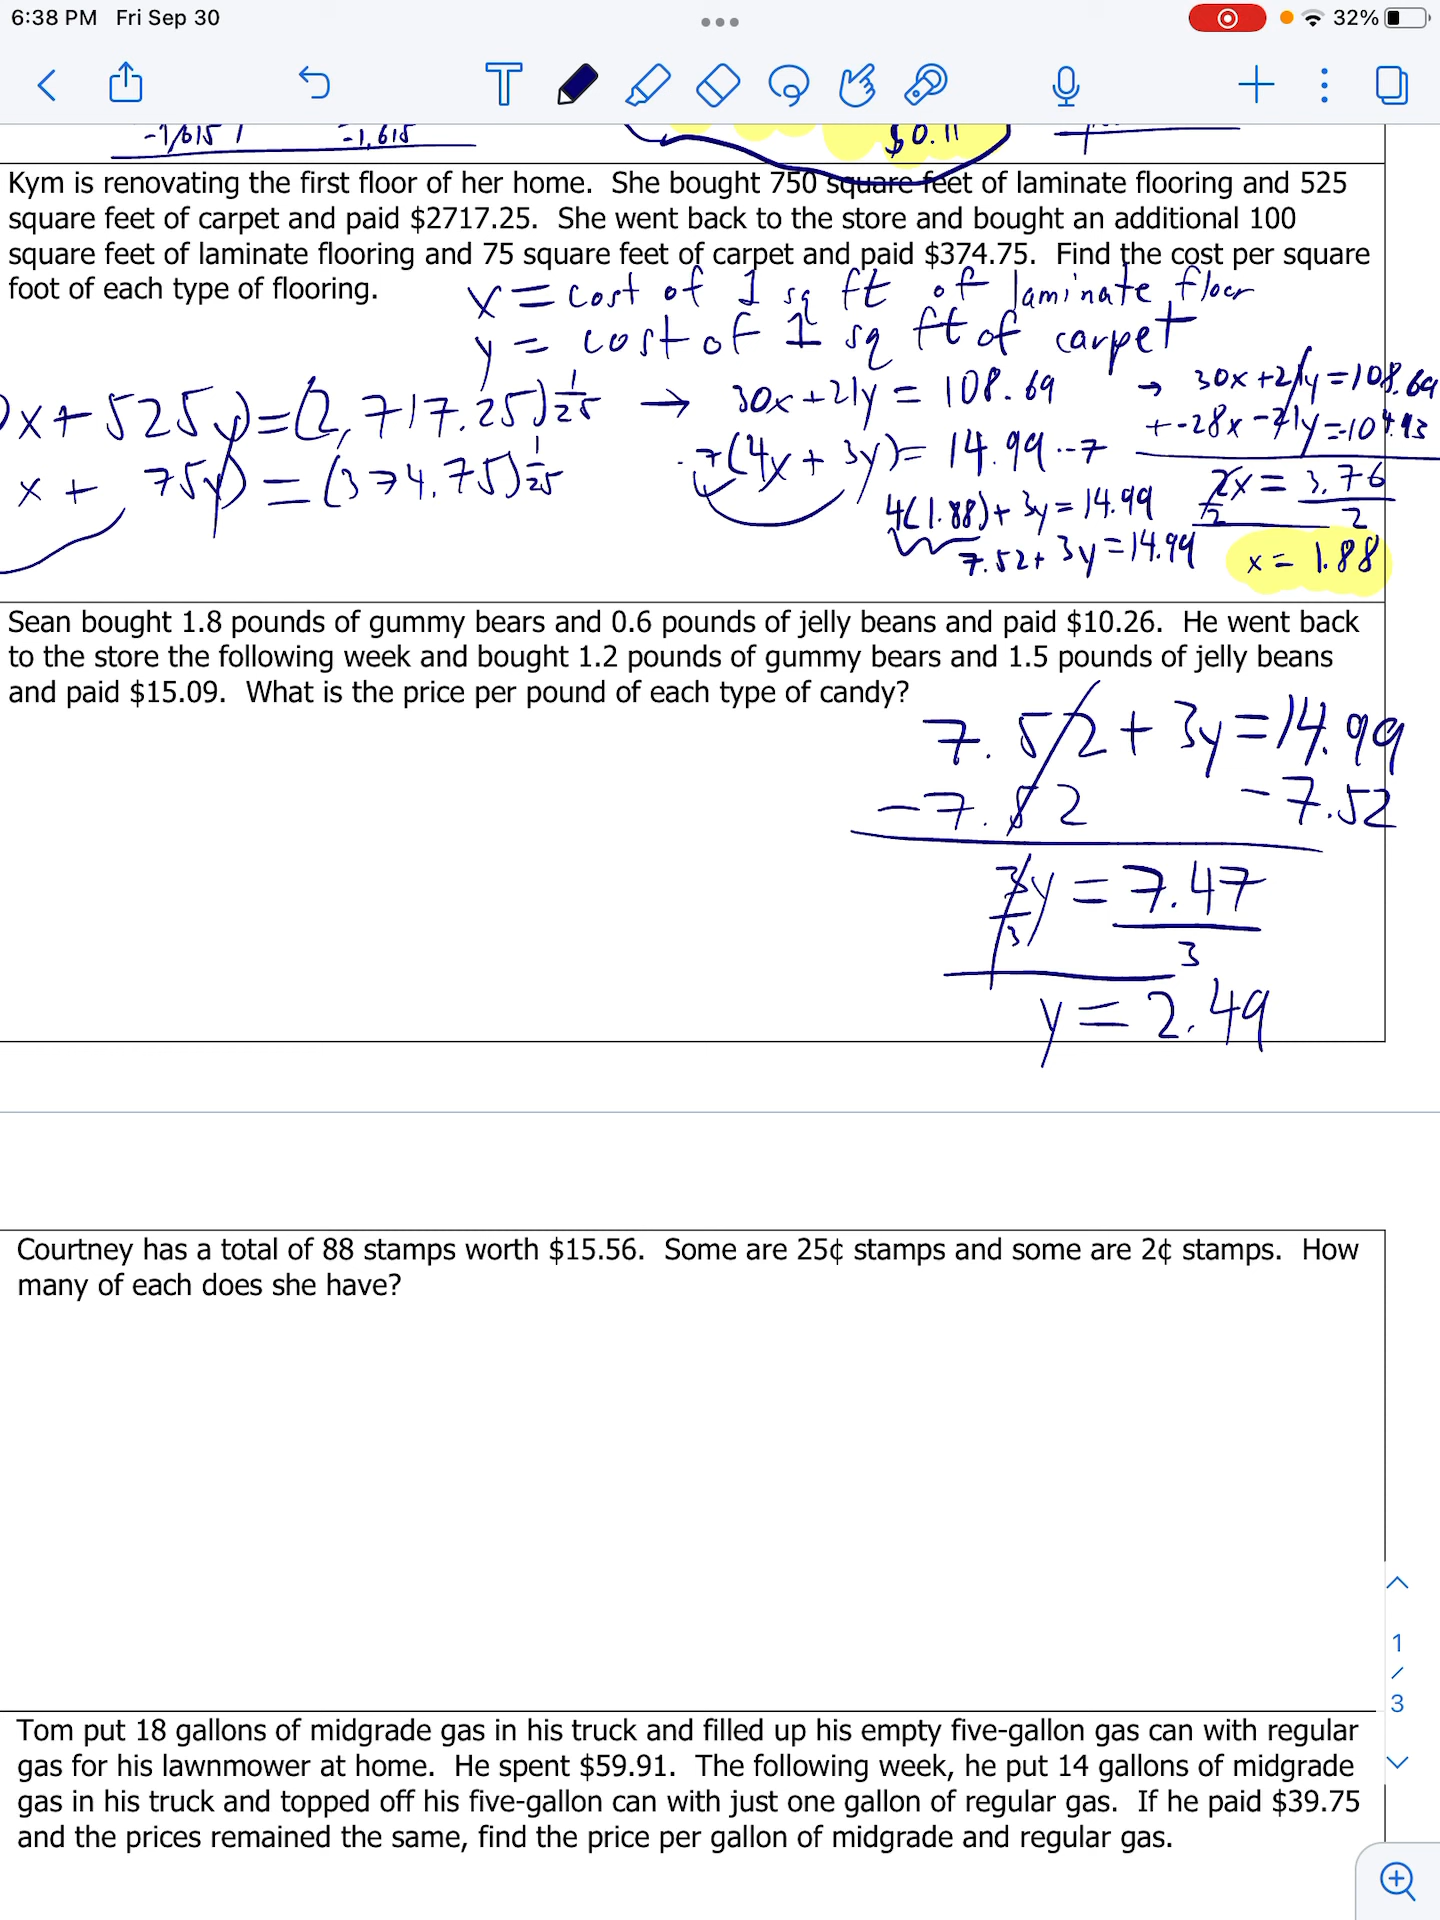 6:38 PM Fri Sep 30 32%
T
-1,615 -1,615 $0.11
Kym is renovating the first floor of her home. She bought 750 square feet of laminate flooring and 525
square feet of carpet and paid $2717.25. She went back to the store and bought an additional 100
square feet of laminate flooring and 75 square feet of carpet and paid $374.75. Find the cost per square
foot of each type of flooring.
x = cost of 1 sq ft of laminate floor
y = cost of 1 sq ft of carpet
x + 525y) = (2,717.25) 1/25 → 30x + 21y = 108.69 → 30x + 21y = 108.69
x + 75y) = (374.75) 1/25 -7(4x + 3y) = 14.99 · -7 + -28x - 21y = -104.93
4(1.88) + 3y = 14.99 2x = 3.76
2 2
7.52 + 3y = 14.99 x = 1.88
Sean bought 1.8 pounds of gummy bears and 0.6 pounds of jelly beans and paid $10.26. He went back
to the store the following week and bought 1.2 pounds of gummy bears and 1.5 pounds of jelly beans
and paid $15.09. What is the price per pound of each type of candy?
7.52 + 3y = 14.99
-7.52 -7.52
3y = 7.47
3 3
y = 2.49
Courtney has a total of 88 stamps worth $15.56. Some are 25¢ stamps and some are 2¢ stamps. How
many of each does she have?
1
/
3
Tom put 18 gallons of midgrade gas in his truck and filled up his empty five-gallon gas can with regular
gas for his lawnmower at home. He spent $59.91. The following week, he put 14 gallons of midgrade
gas in his truck and topped off his five-gallon can with just one gallon of regular gas. If he paid $39.75
and the prices remained the same, find the price per gallon of midgrade and regular gas.